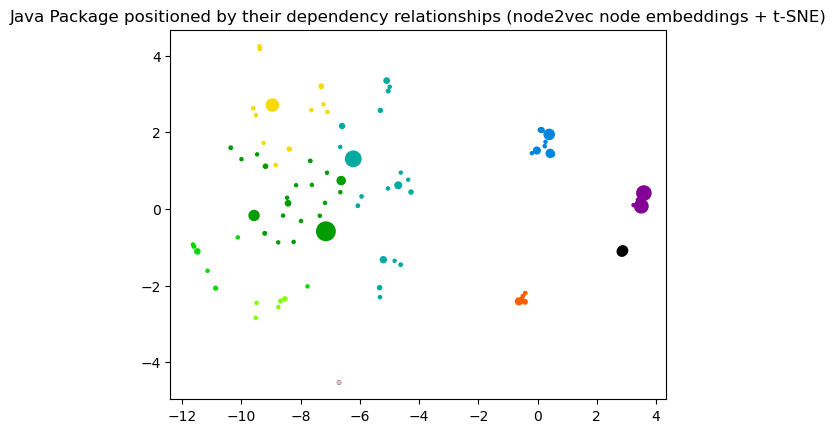 Java Package positioned by their dependency relationships (node2vec node embeddings + t-SNE)
4
2
0
−2
−4
−12 −10 −8 −6 −4 −2 0 2 4